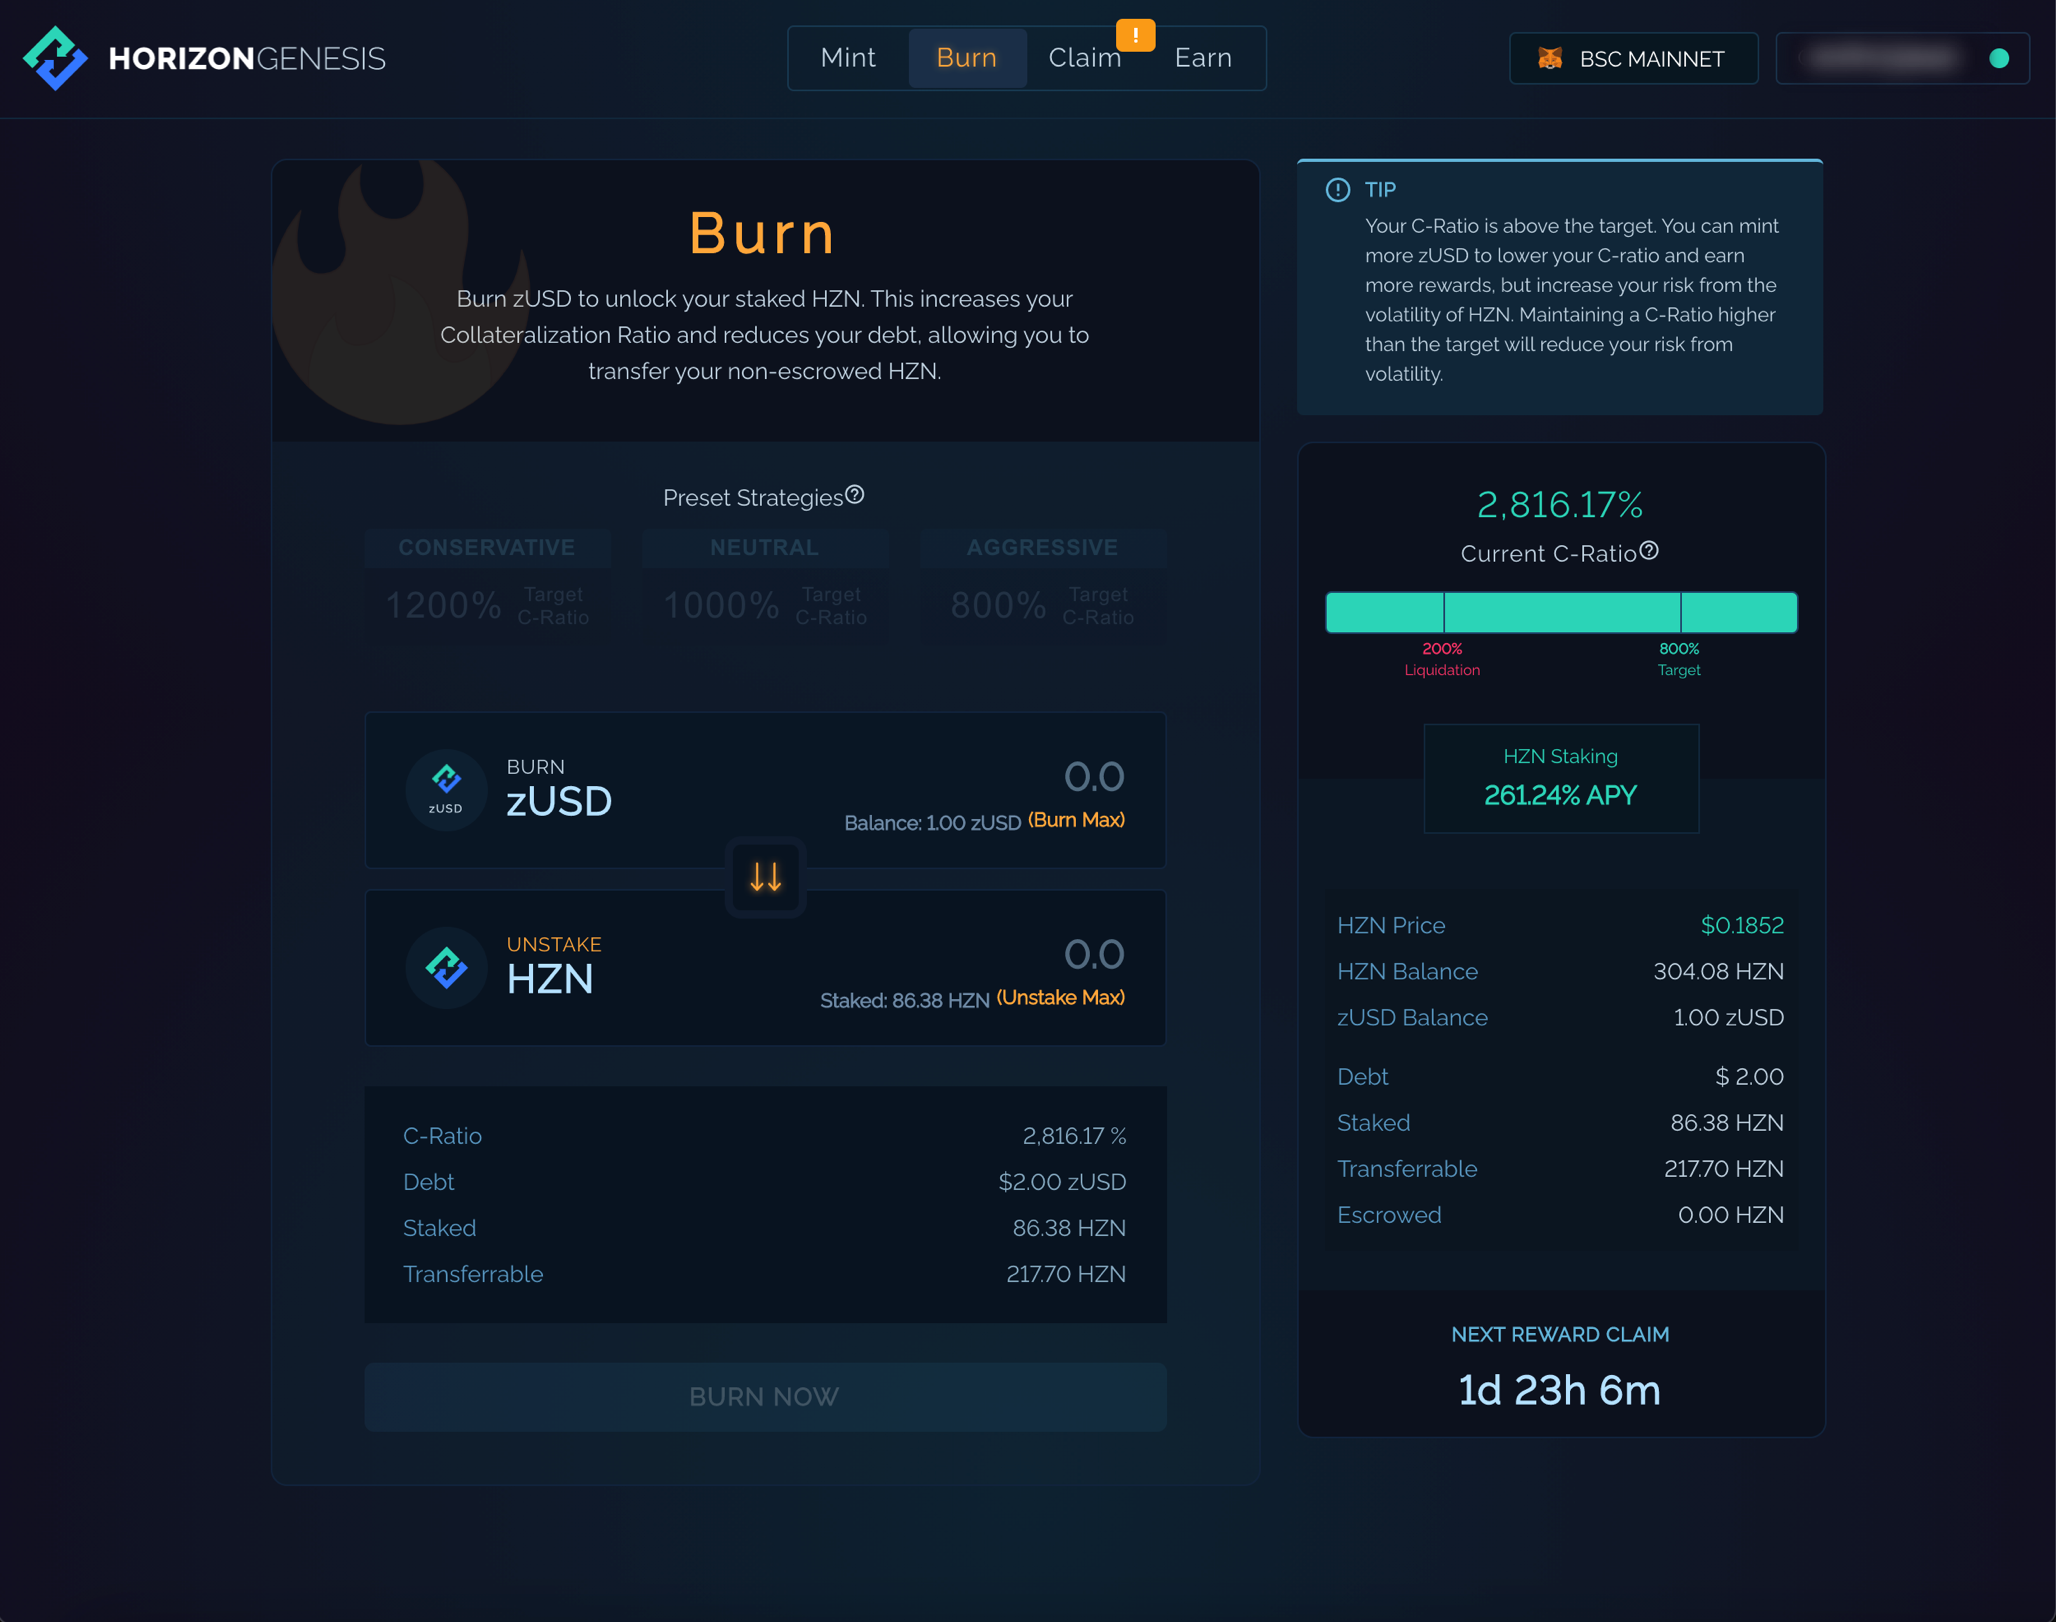 HORIZONGENESIS
Mint
Burn
Claim
!
Earn
BSC MAINNET
Burn
Burn zUSD to unlock your staked HZN. This increases your
Collateralization Ratio and reduces your debt, allowing you to
transfer your non-escrowed HZN.
Preset Strategies?
CONSERVATIVE
1200% Target
C-Ratio
NEUTRAL
1000% Target
C-Ratio
AGGRESSIVE
800% Target
C-Ratio
zUSD
BURN
zUSD
0.0
Balance: 1.00 zUSD (Burn Max)
UNSTAKE
HZN
0.0
Staked: 86.38 HZN (Unstake Max)
C-Ratio 2,816.17 %
Debt $2.00 zUSD
Staked 86.38 HZN
Transferrable 217.70 HZN
BURN NOW
! TIP
Your C-Ratio is above the target. You can mint
more zUSD to lower your C-ratio and earn
more rewards, but increase your risk from the
volatility of HZN. Maintaining a C-Ratio higher
than the target will reduce your risk from
volatility.
2,816.17%
Current C-Ratio?
200%
Liquidation
800%
Target
HZN Staking
261.24% APY
HZN Price $0.1852
HZN Balance 304.08 HZN
zUSD Balance 1.00 zUSD
Debt $ 2.00
Staked 86.38 HZN
Transferrable 217.70 HZN
Escrowed 0.00 HZN
NEXT REWARD CLAIM
1d 23h 6m